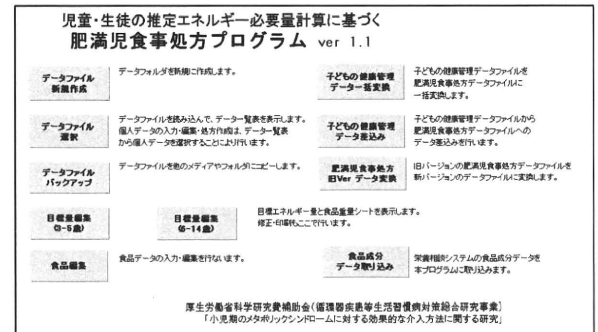 児童・生徒の推定エネルギー必要量計算に基づく
肥満児食事処方プログラム ver 1.1
データファイル
新規作成
データフォルダを新規に作成します。
子どもの健康管理
データ一括変換
子どもの健康管理データファイルを
肥満児食事処方データファイルに
一括変換します。
データファイル
選択
データファイルを読み込んで、データ一覧表を表示します。
個人データの入力・編集・処方作成は、データ一覧表
から個人データを選択することにより行います。
子どもの健康管理
データ差込み
子どもの健康管理データファイルから
肥満児食事処方データファイルへの
データ差込みを行います。
データファイル
バックアップ
データファイルを他のメディアやフォルダにコピーします。
肥満児食事処方
旧Ver データ変換
旧バージョンの肥満児食事処方データファイルを
新バージョンのデータファイルに変換します。
目標量編集
(3-5歳)
目標量編集
(6-14歳)
目標エネルギー量と食品重量シートを表示します。
修正・印刷もここで行います。
食品編集
食品データの入力・編集を行ないます。
食品成分
データ取り込み
栄養相談システムの食品成分データを
本プログラムに取り込みます。
厚生労働省科学研究費補助金(循環器疾患等生活習慣病対策総合研究事業)
「小児期のメタボリックシンドロームに対する効果的な介入方法に関する研究」